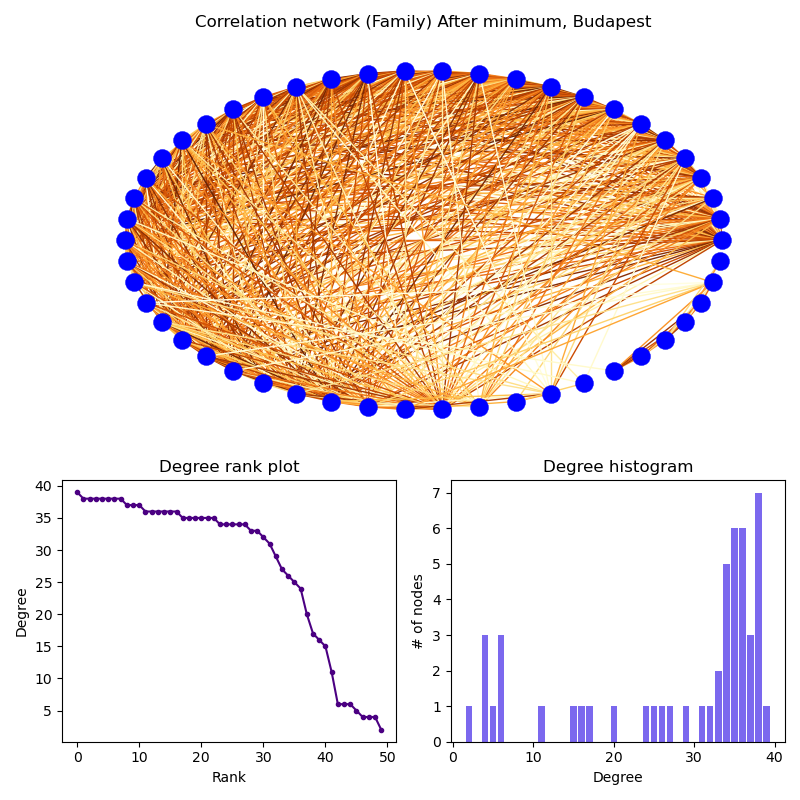 Correlation network (Family) After minimum, Budapest
Degree rank plot
Degree
40
35
30
25
20
15
10
5
0 10 20 30 40 50
Rank
Degree histogram
# of nodes
7
6
5
4
3
2
1
0
0 10 20 30 40
Degree